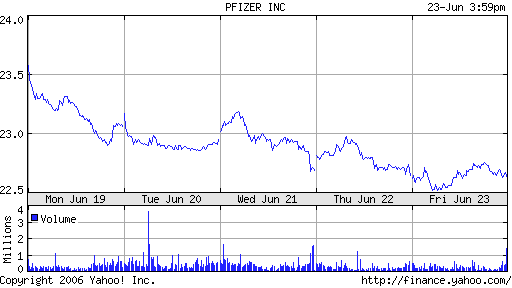 PFIZER INC 23-Jun 3:59pm
24.0
23.5
23.0
22.5
Mon Jun 19 Tue Jun 20 Wed Jun 21 Thu Jun 22 Fri Jun 23
Volume
4
3
2
1
0
Millions
Copyright 2006 Yahoo! Inc. http://finance.yahoo.com/